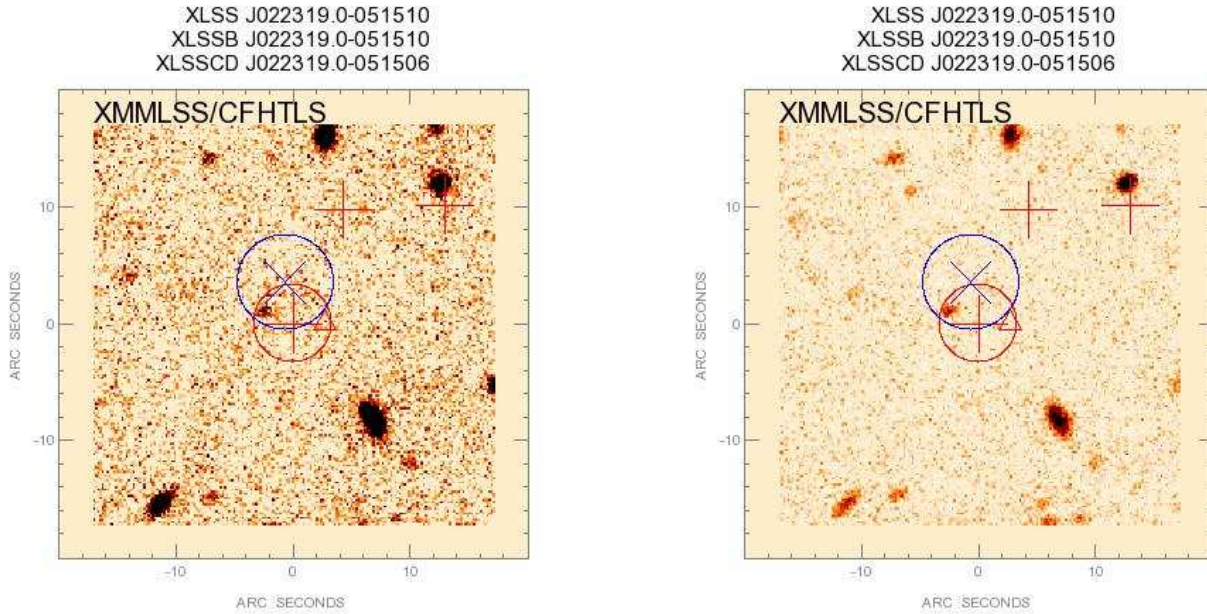 XLSS J022319.0-051510
XLSSB J022319.0-051510
XLSSCD J022319.0-051506
XMMLSS/CFHTLS
ARC SECONDS
10
0
-10
-10
0
10
ARC SECONDS
XLSS J022319.0-051510
XLSSB J022319.0-051510
XLSSCD J022319.0-051506
XMMLSS/CFHTLS
ARC SECONDS
10
0
-10
-10
0
10
ARC SECONDS